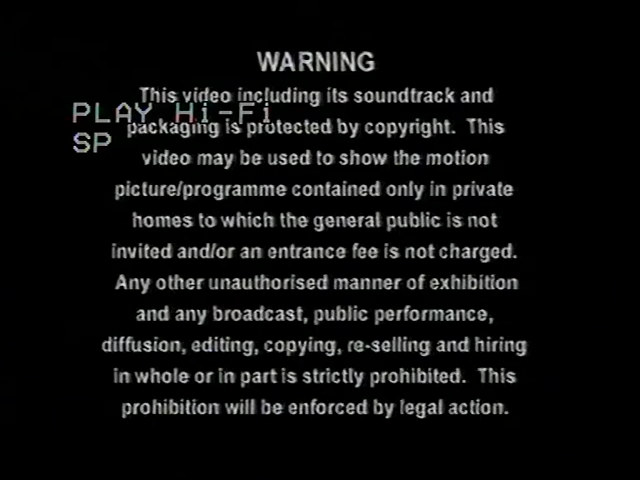 WARNING
This video including its soundtrack and
PLAY Hi-Fi
packaging is protected by copyright. This
SP
video may be used to show the motion
picture/programme contained only in private
homes to which the general public is not
invited and/or an entrance fee is not charged.
Any other unauthorised manner of exhibition
and any broadcast, public performance,
diffusion, editing, copying, re-selling and hiring
in whole or in part is strictly prohibited. This
prohibition will be enforced by legal action.